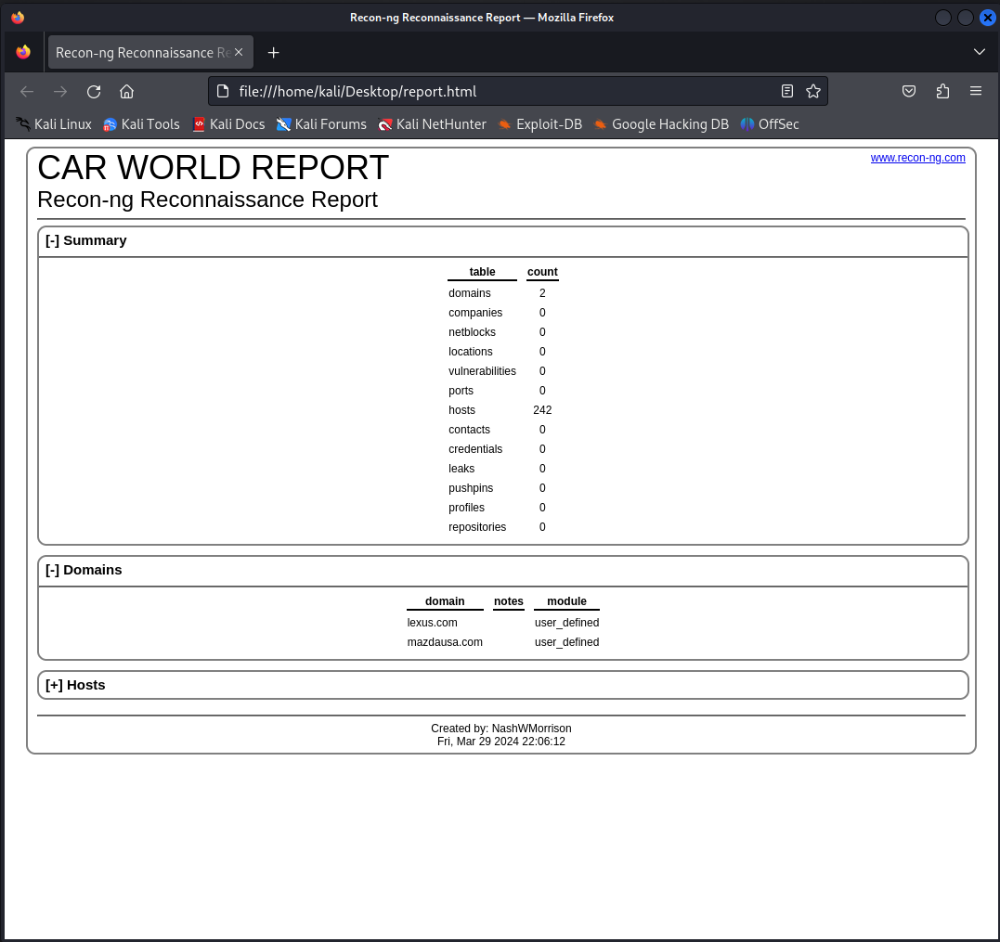 Recon-ng Reconnaissance Report — Mozilla Firefox
Recon-ng Reconnaissance Re
file:///home/kali/Desktop/report.html
Kali Linux Kali Tools Kali Docs Kali Forums Kali NetHunter Exploit-DB Google Hacking DB OffSec
CAR WORLD REPORT www.recon-ng.com
Recon-ng Reconnaissance Report
[-] Summary
table count
domains 2
companies 0
netblocks 0
locations 0
vulnerabilities 0
ports 0
hosts 242
contacts 0
credentials 0
leaks 0
pushpins 0
profiles 0
repositories 0
[-] Domains
domain notes module
lexus.com user_defined
mazdausa.com user_defined
[+] Hosts
Created by: NashWMorrison
Fri, Mar 29 2024 22:06:12